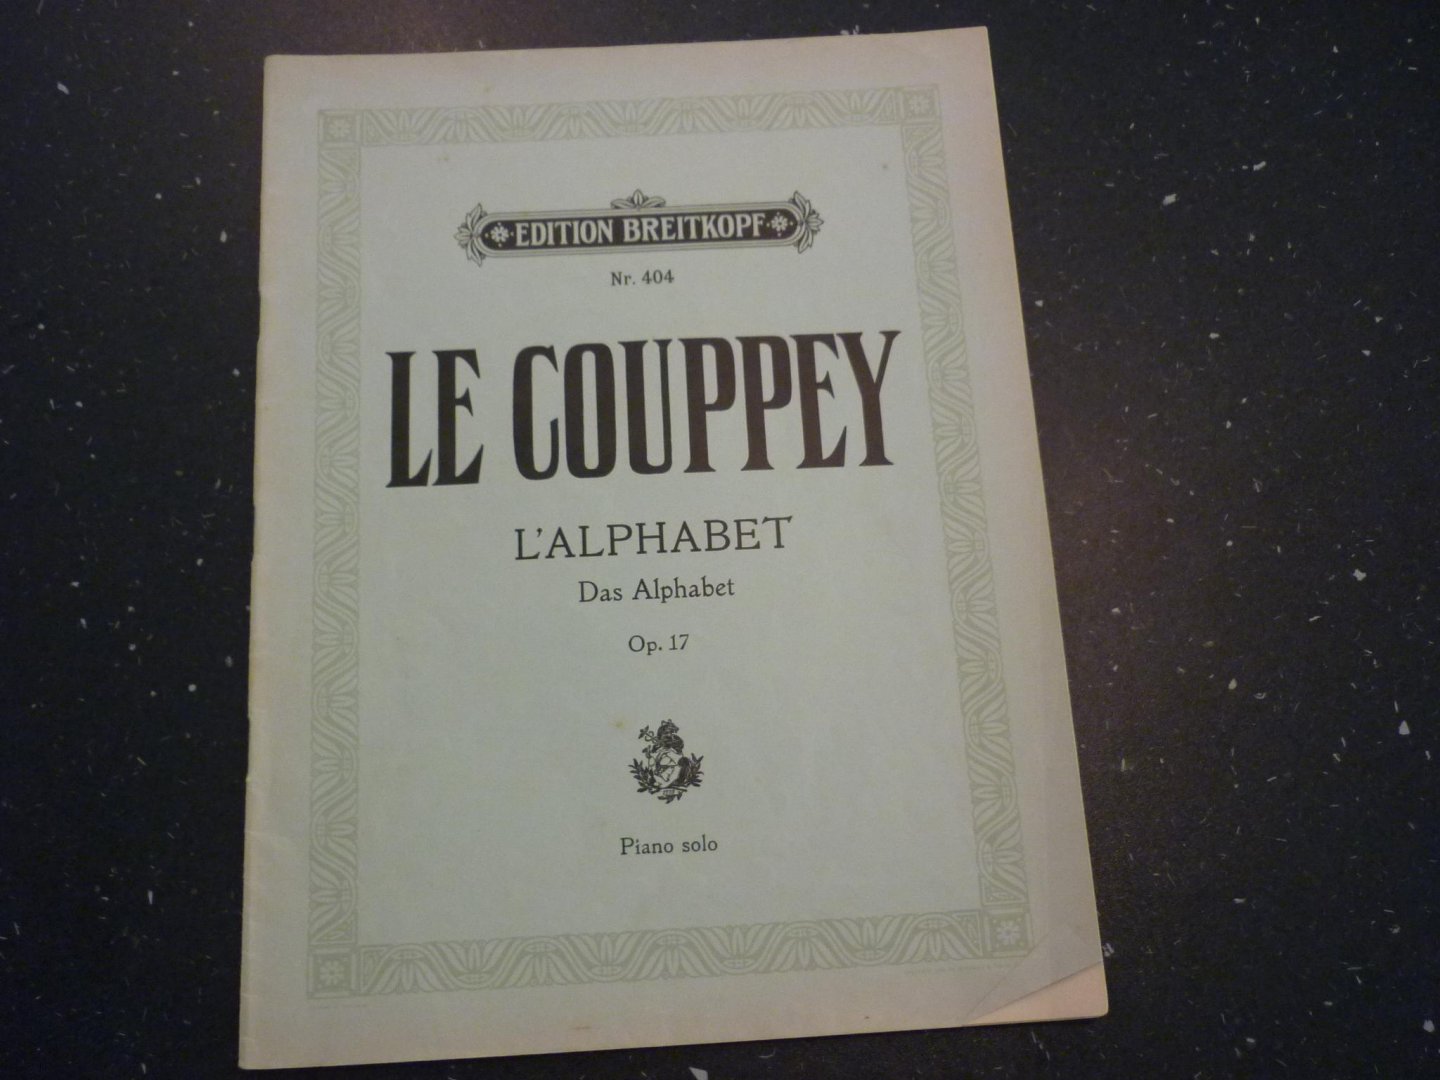 EDITION BREITKOPF
Nr. 404
LE COUPPEY
L'ALPHABET
Das Alphabet
Op. 17
Piano solo